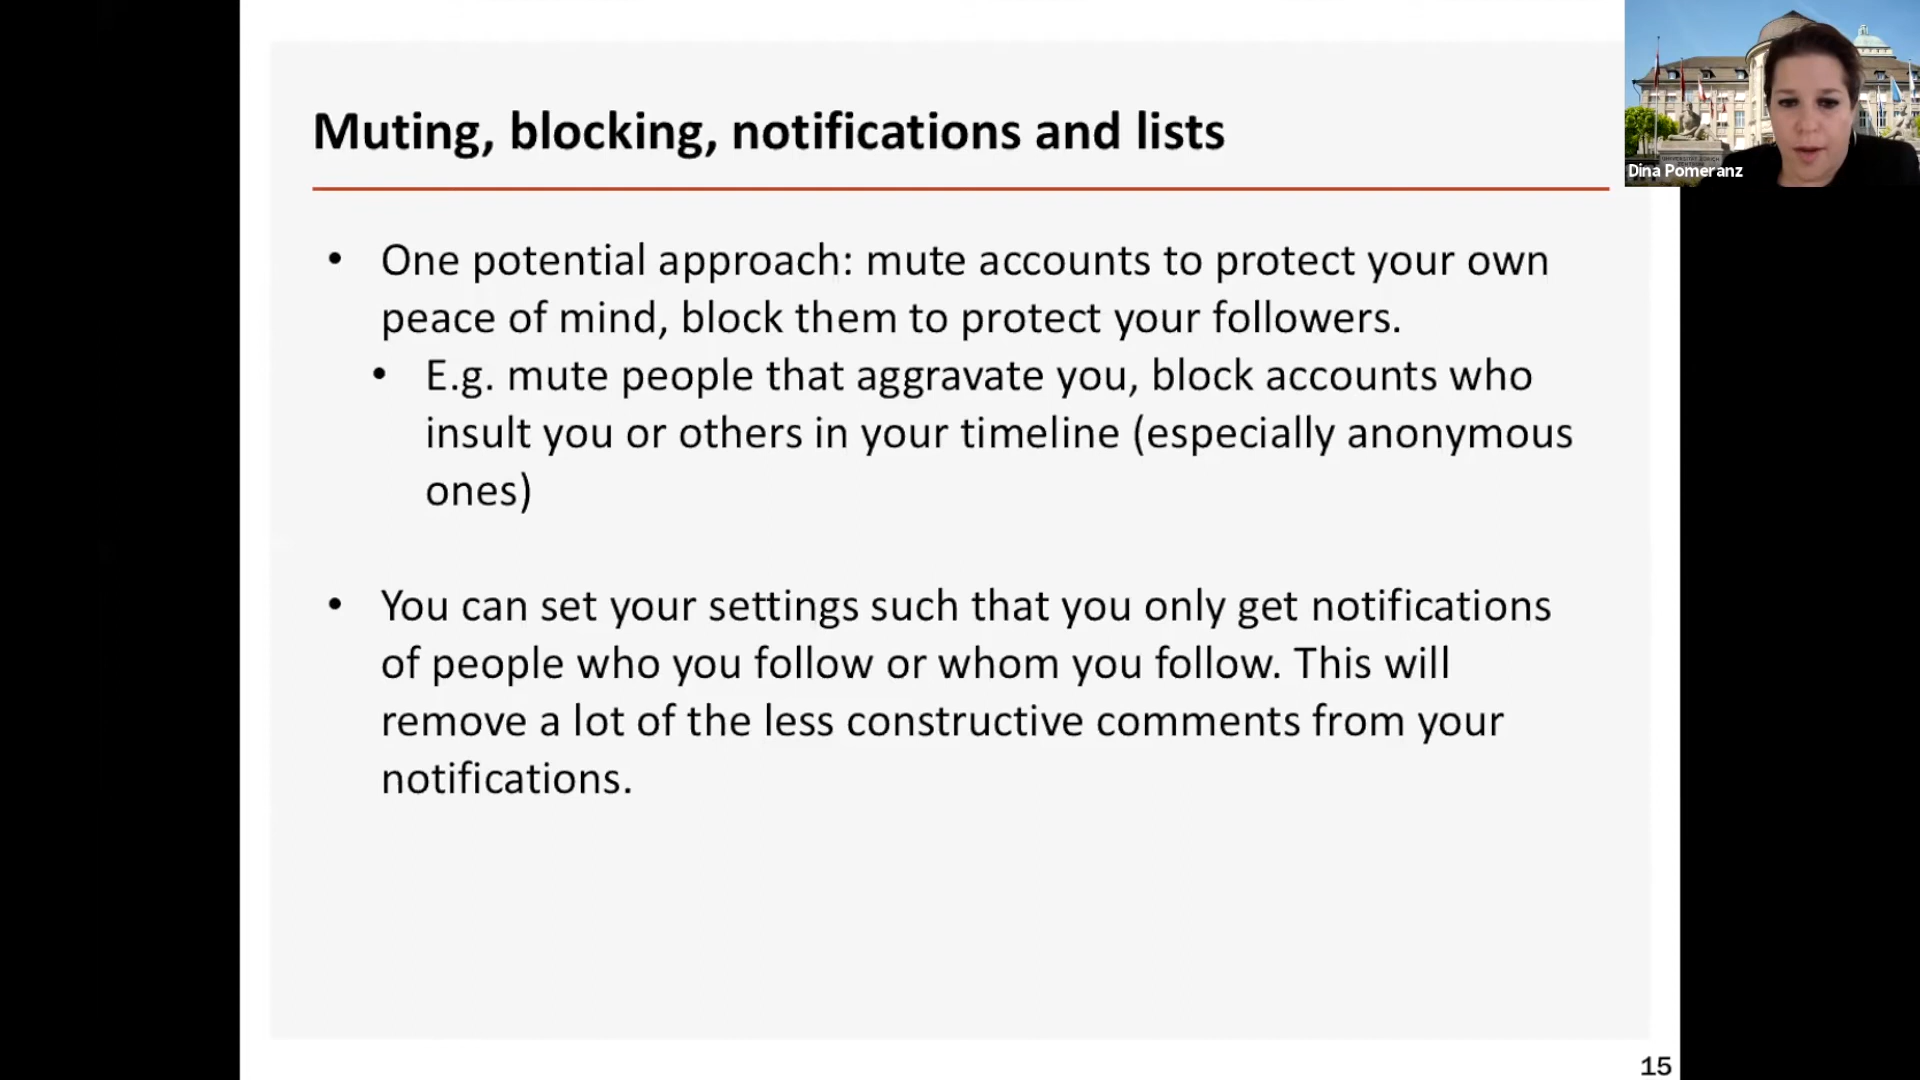 Muting, blocking, notifications and lists
• One potential approach: mute accounts to protect your own
peace of mind, block them to protect your followers.
• E.g. mute people that aggravate you, block accounts who
insult you or others in your timeline (especially anonymous
ones)
• You can set your settings such that you only get notifications
of people who you follow or whom you follow. This will
remove a lot of the less constructive comments from your
notifications.
15
Dina Pomeranz